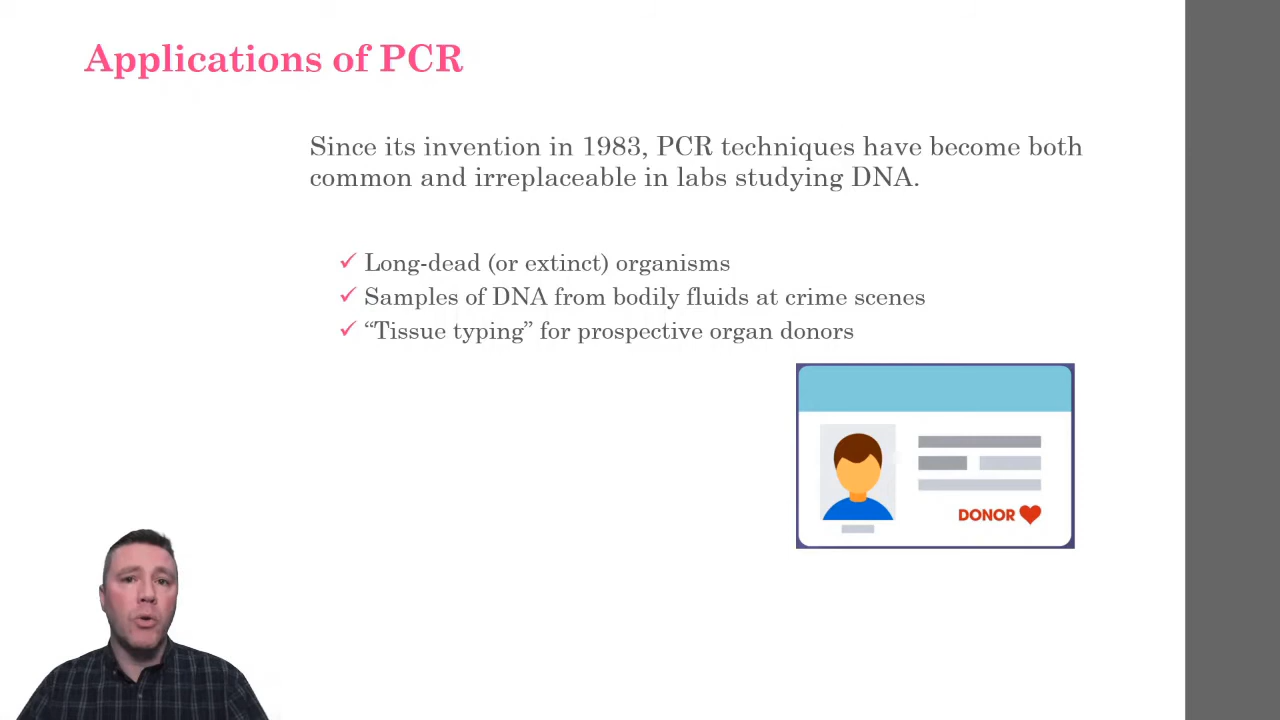 Applications of PCR
Since its invention in 1983, PCR techniques have become both
common and irreplaceable in labs studying DNA.
✓ Long-dead (or extinct) organisms
✓ Samples of DNA from bodily fluids at crime scenes
✓ “Tissue typing” for prospective organ donors
DONOR